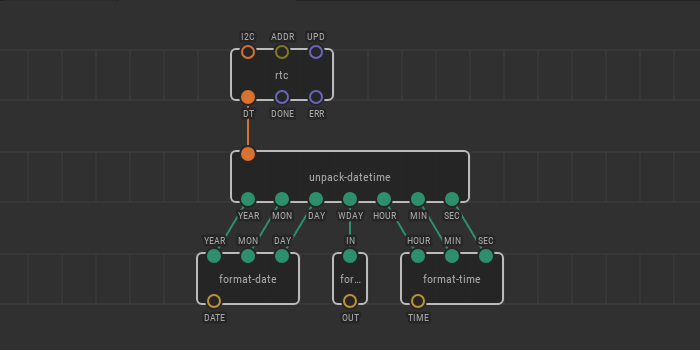 I2C ADDR UPD
rtc
DT DONE ERR
unpack-datetime
YEAR MON DAY WDAY HOUR MIN SEC
YEAR MON DAY IN HOUR MIN SEC
format-date for... format-time
DATE OUT TIME